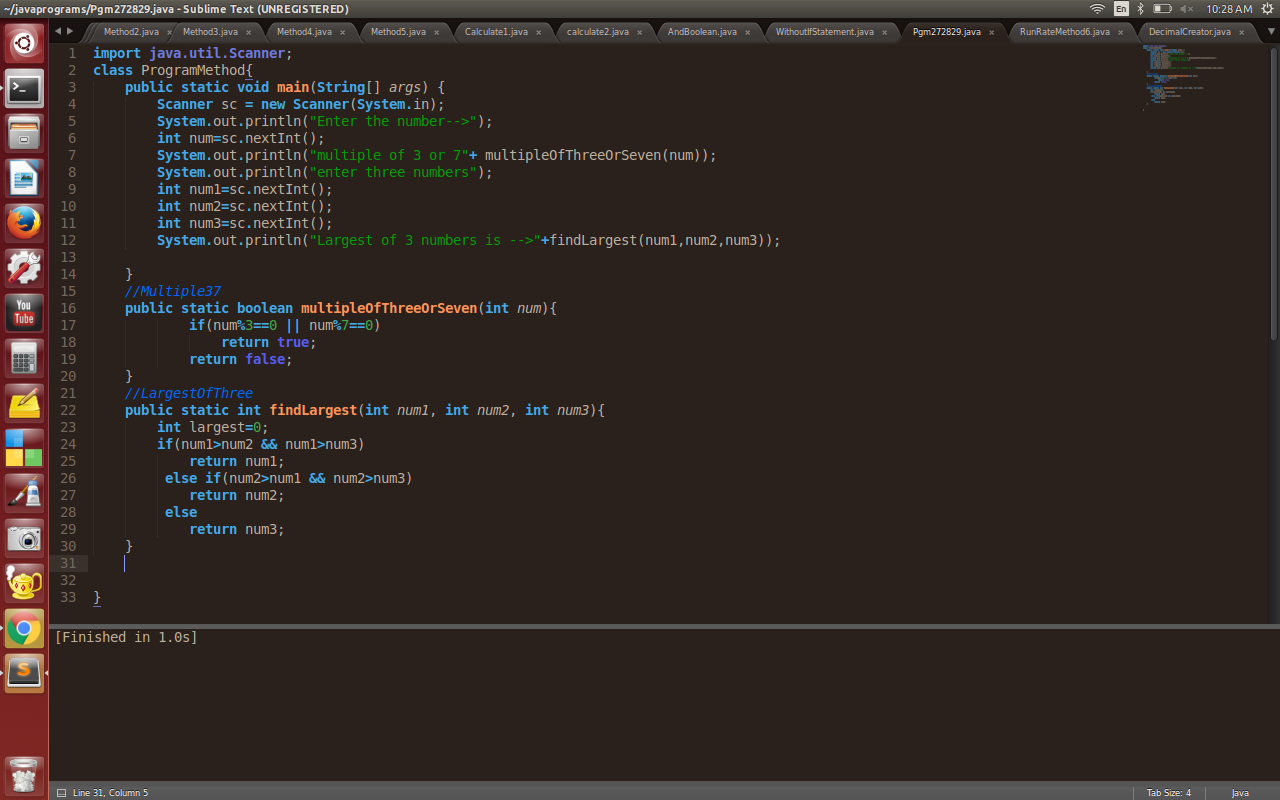 ~/javaprograms/Pgm272829.java - Sublime Text (UNREGISTERED)
En
10:28 AM
Method2.java
Method3.java
Method4.java
Method5.java
Calculate1.java
calculate2.java
AndBoolean.java
WithoutIfStatement.java
Pgm272829.java
RunRateMethod6.java
DecimalCreator.java
1 import java.util.Scanner;
2 class ProgramMethod{
3 public static void main(String[] args) {
4 Scanner sc = new Scanner(System.in);
5 System.out.println("Enter the number-->");
6 int num=sc.nextInt();
7 System.out.println("multiple of 3 or 7"+ multipleOfThreeOrSeven(num));
8 System.out.println("enter three numbers");
9 int num1=sc.nextInt();
10 int num2=sc.nextInt();
11 int num3=sc.nextInt();
12 System.out.println("Largest of 3 numbers is -->"+findLargest(num1,num2,num3));
13
14 }
15 //Multiple37
16 public static boolean multipleOfThreeOrSeven(int num){
17 if(num%3==0 || num%7==0)
18 return true;
19 return false;
20 }
21 //LargestOfThree
22 public static int findLargest(int num1, int num2, int num3){
23 int largest=0;
24 if(num1>num2 && num1>num3)
25 return num1;
26 else if(num2>num1 && num2>num3)
27 return num2;
28 else
29 return num3;
30 }
31
32
33 }
You
Tube
[Finished in 1.0s]
Line 31, Column 5
Tab Size: 4
Java